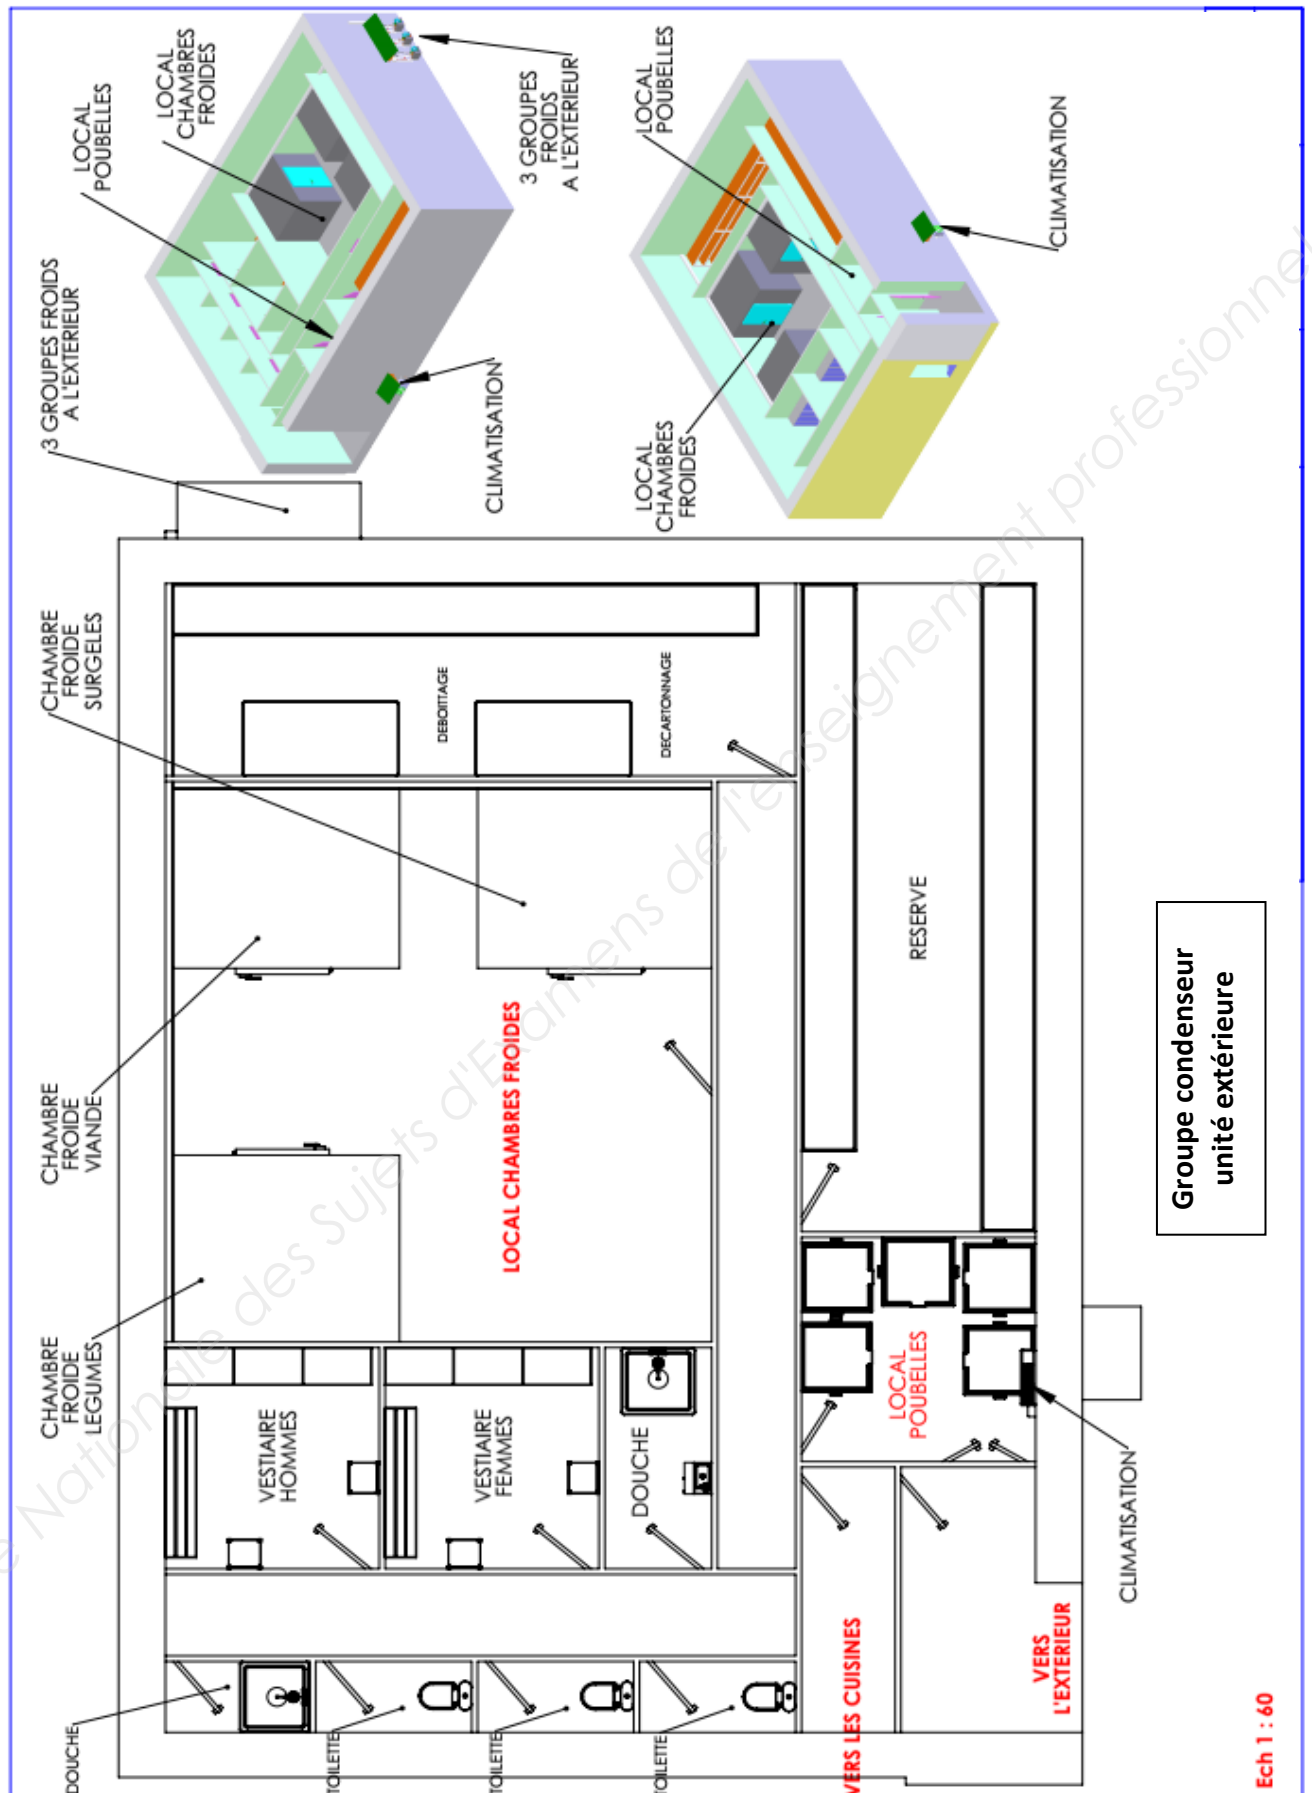 LOCAL
POUBELLES
LOCAL
CHAMBRES
FROIDES
3 GROUPES FROIDS
A L'EXTERIEUR
3 GROUPES
FROIDS
A L'EXTERIEUR
CLIMATISATION
LOCAL
POUBELLES
LOCAL
CHAMBRES
FROIDES
CLIMATISATION
CHAMBRE
FROIDE
SURGELES
CHAMBRE
FROIDE
VIANDE
CHAMBRE
FROIDE
LEGUMES
DEBOITTAGE
DECARTONNAGE
LOCAL CHAMBRES FROIDES
RESERVE
VESTIAIRE
HOMMES
VESTIAIRE
FEMMES
DOUCHE
LOCAL
POUBELLES
CLIMATISATION
DOUCHE
TOILETTE
TOILETTE
TOILETTE
VERS LES CUISINES
VERS
L'EXTERIEUR
Groupe condenseur
unité extérieure
Ech 1 : 60
e Nationale des Sujets d'Examens de l'enseignement professionnel